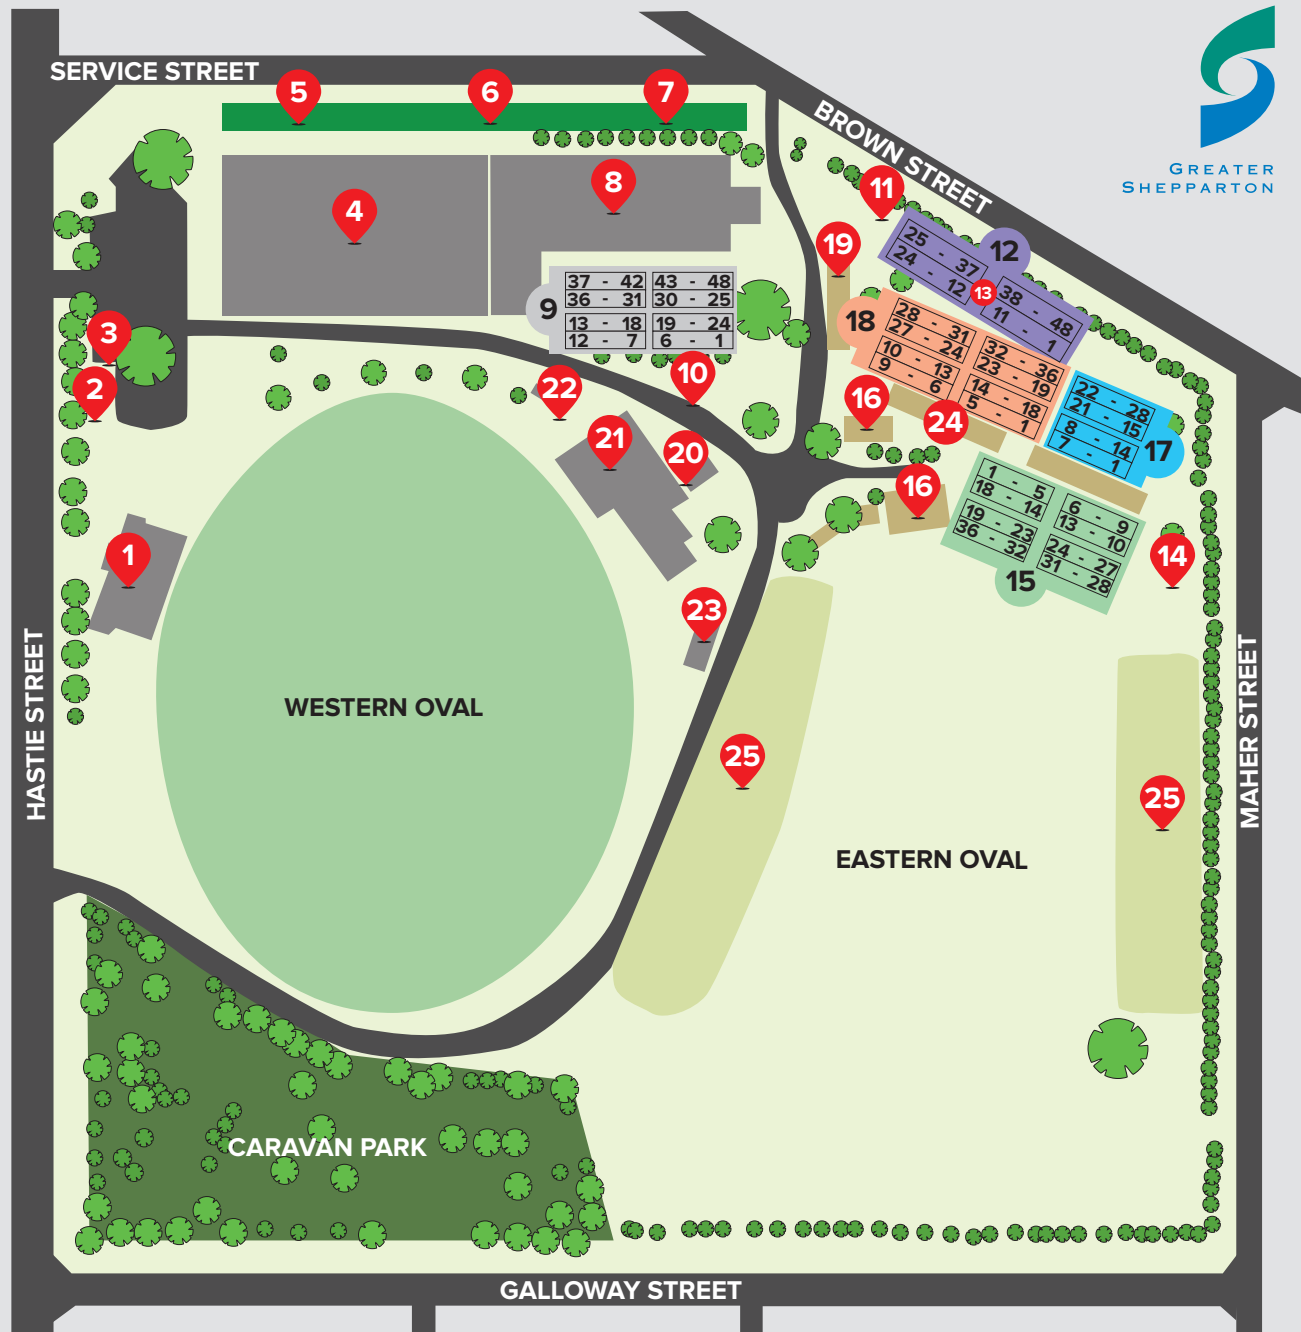 SERVICE STREET
5
6
7
BROWN STREET
GREATER
SHEPPARTON
4
8
11
12
19
25 - 37
24 - 12
13
38 - 48
11 - 1
9
37 - 42
43 - 48
36 - 31
30 - 25
13 - 18
19 - 24
12 - 7
6 - 1
18
28 - 31
27 - 24
10 - 13
9 - 6
32 - 36
23 - 19
14 - 18
5 - 1
3
2
22
10
16
24
22 - 28
21 - 15
8 - 14
7 - 1
17
21
20
16
1 - 5
18 - 14
19 - 23
36 - 32
6 - 9
13 - 10
24 - 27
31 - 28
15
14
1
23
HASTIE STREET
WESTERN OVAL
25
25
MAHER STREET
EASTERN OVAL
CARAVAN PARK
GALLOWAY STREET